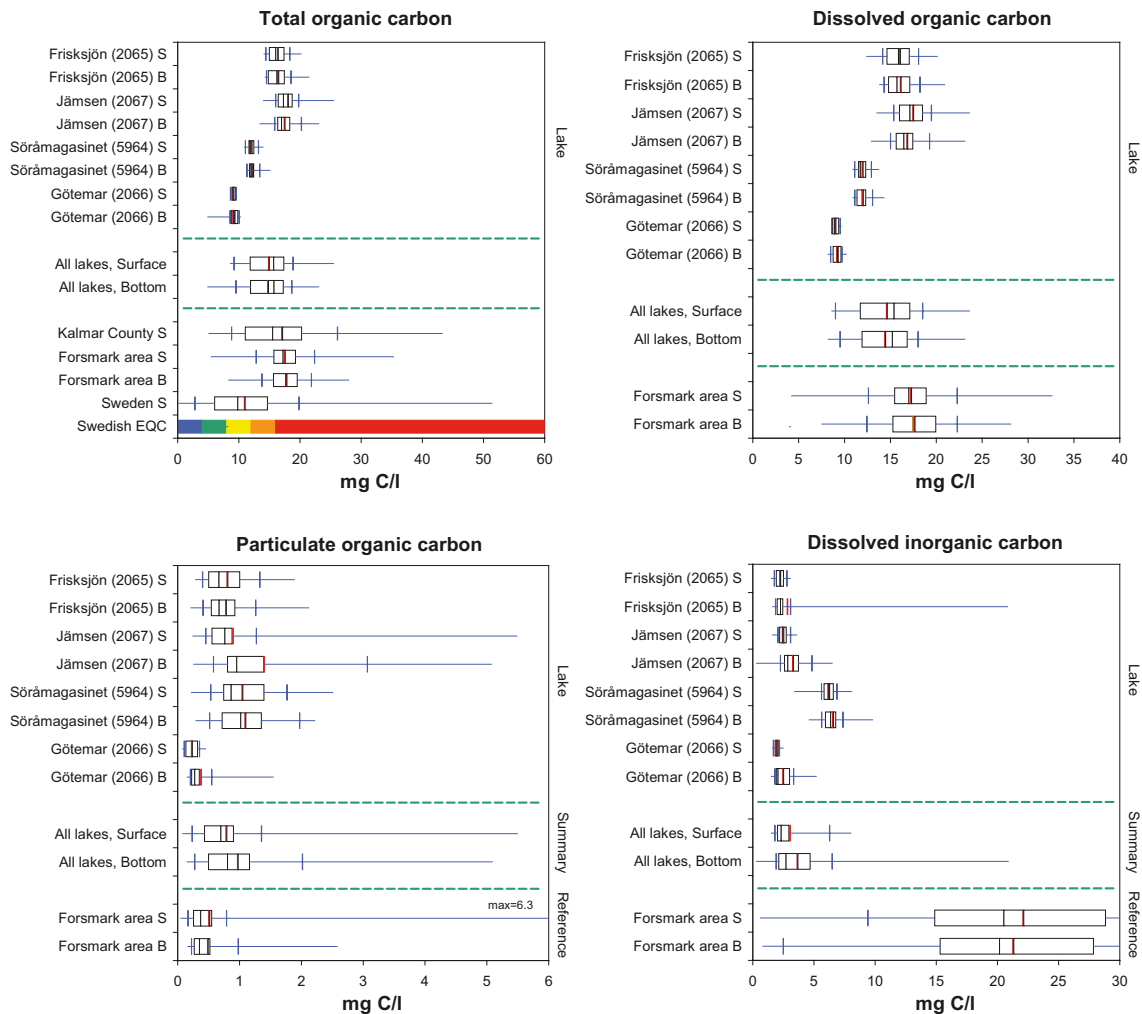 Total organic carbon
Frisksjön (2065) S
Frisksjön (2065) B
Jämsen (2067) S
Jämsen (2067) B
Söråmagasinet (5964) S
Söråmagasinet (5964) B
Götemar (2066) S
Götemar (2066) B
All lakes, Surface
All lakes, Bottom
Kalmar County S
Forsmark area S
Forsmark area B
Sweden S
Swedish EQC
Lake
0 10 20 30 40 50 60
mg C/l
Dissolved organic carbon
Frisksjön (2065) S
Frisksjön (2065) B
Jämsen (2067) S
Jämsen (2067) B
Söråmagasinet (5964) S
Söråmagasinet (5964) B
Götemar (2066) S
Götemar (2066) B
All lakes, Surface
All lakes, Bottom
Forsmark area S
Forsmark area B
Lake
0 5 10 15 20 25 30 35 40
mg C/l
Particulate organic carbon
Frisksjön (2065) S
Frisksjön (2065) B
Jämsen (2067) S
Jämsen (2067) B
Söråmagasinet (5964) S
Söråmagasinet (5964) B
Götemar (2066) S
Götemar (2066) B
All lakes, Surface
All lakes, Bottom
Forsmark area S
Forsmark area B
max=6.3
Lake
Summary
Reference
0 1 2 3 4 5 6
mg C/l
Dissolved inorganic carbon
Frisksjön (2065) S
Frisksjön (2065) B
Jämsen (2067) S
Jämsen (2067) B
Söråmagasinet (5964) S
Söråmagasinet (5964) B
Götemar (2066) S
Götemar (2066) B
All lakes, Surface
All lakes, Bottom
Forsmark area S
Forsmark area B
Lake
Summary
Reference
0 5 10 15 20 25 30
mg C/l